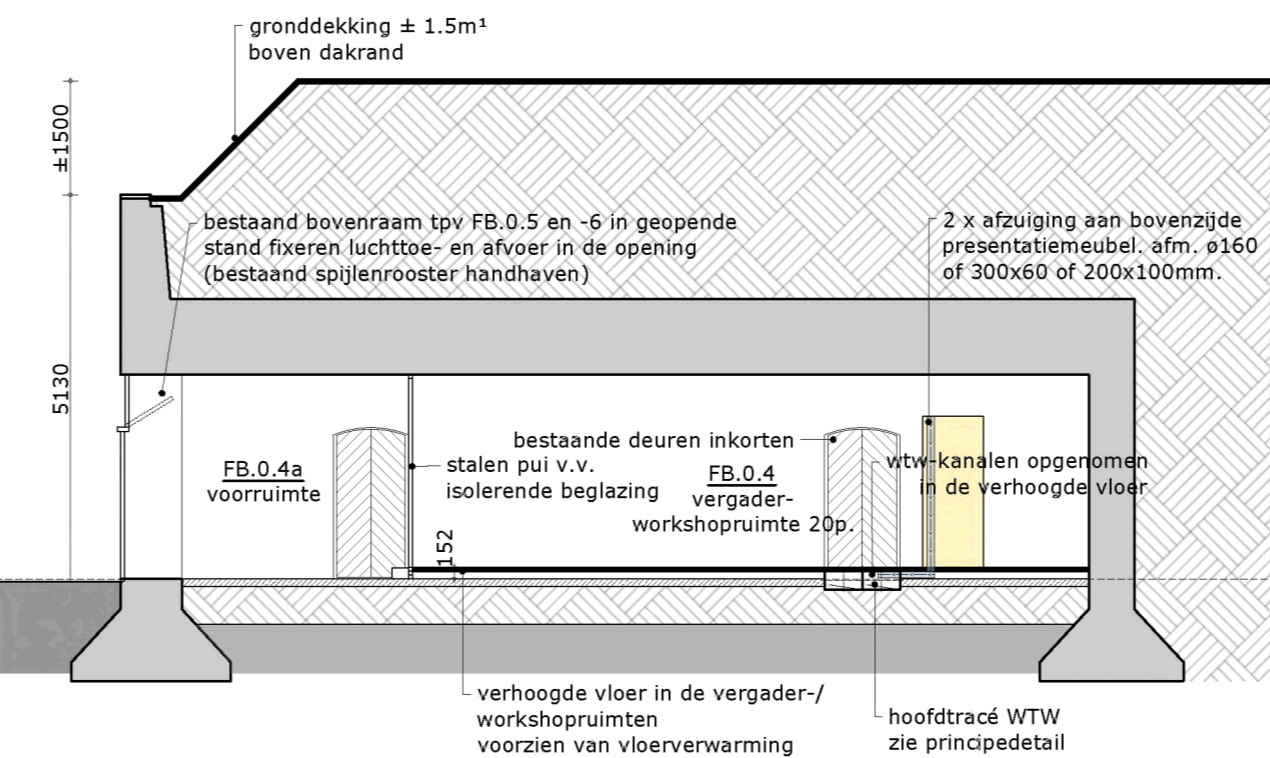 gronddekking ± 1.5m¹
boven dakrand
±1500
bestaand bovenraam tpv FB.0.5 en -6 in geopende
stand fixeren luchttoe- en afvoer in de opening
(bestaand spijlenrooster handhaven)
2 x afzuiging aan bovenzijde
presentatiemeubel. afm. ø160
of 300x60 of 200x100mm.
5130
FB.0.4a
voorruimte
stalen pui v.v.
isolerende beglazing
bestaande deuren inkorten
FB.0.4
vergader-
workshopruimte 20p.
wtw-kanalen opgenomen
in de verhoogde vloer
152
verhoogde vloer in de vergader-/
workshopruimten
voorzien van vloerverwarming
hoofdtracé WTW
zie principedetail